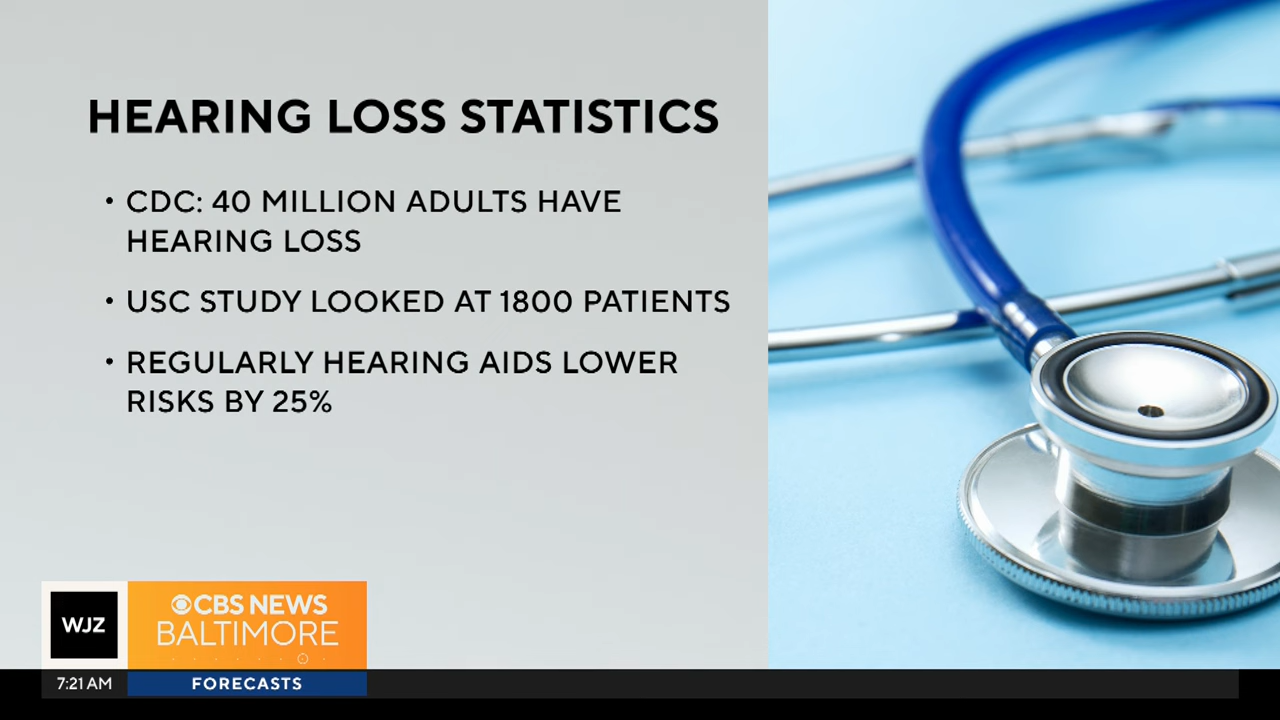 HEARING LOSS STATISTICS
• CDC: 40 MILLION ADULTS HAVE
HEARING LOSS
• USC STUDY LOOKED AT 1800 PATIENTS
• REGULARLY HEARING AIDS LOWER
RISKS BY 25%
WJZ
CBS NEWS
BALTIMORE
7:21 AM
FORECASTS